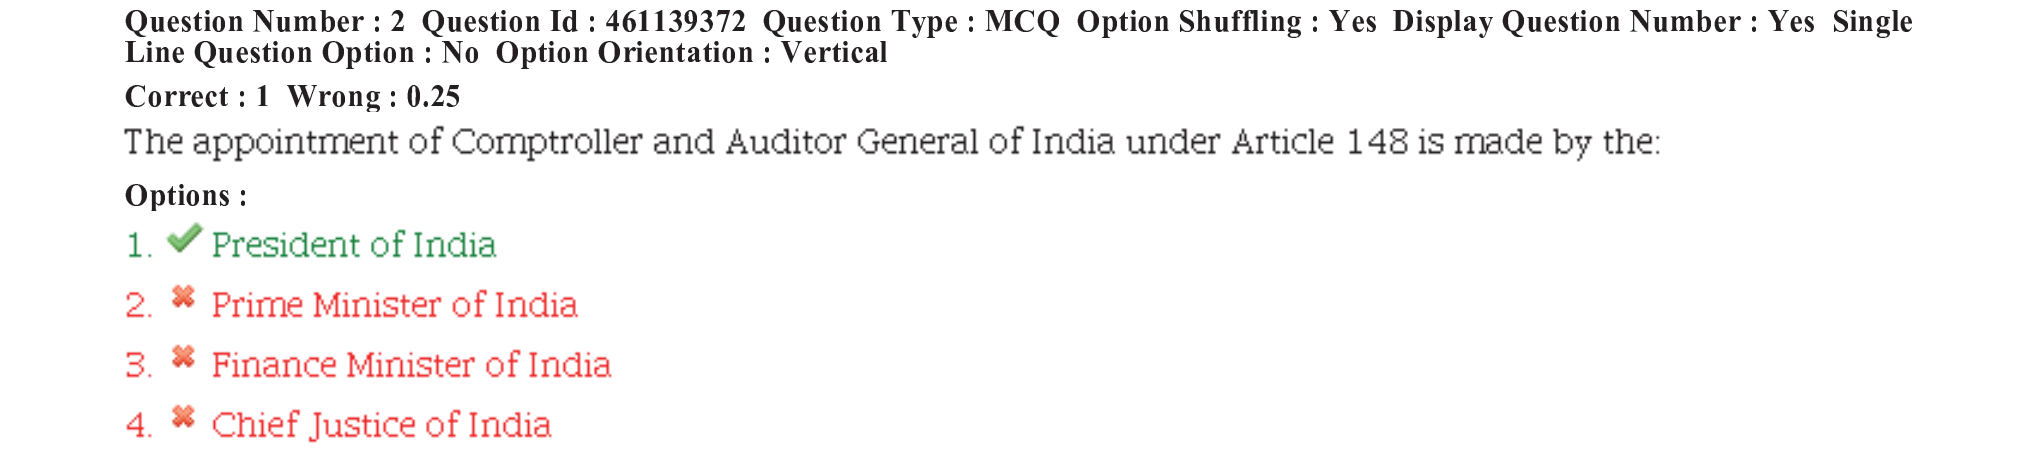 Question Number : 2 Question Id : 461139372 Question Type : MCQ Option Shuffling : Yes Display Question Number : Yes Single
Line Question Option : No Option Orientation : Vertical
Correct : 1 Wrong : 0.25
The appointment of Comptroller and Auditor General of India under Article 148 is made by the:
Options :
1. President of India
2. Prime Minister of India
3. Finance Minister of India
4. Chief Justice of India